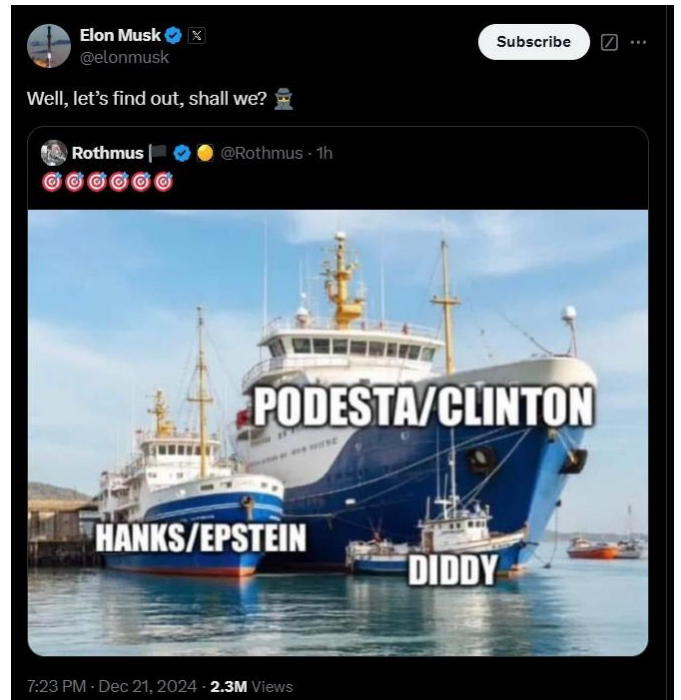 Elon Musk
@elonmusk
Subscribe
Well, let's find out, shall we?
Rothmus @Rothmus · 1h
PODESTA/CLINTON
HANKS/EPSTEIN
DIDDY
7:23 PM · Dec 21, 2024 · 2.3M Views